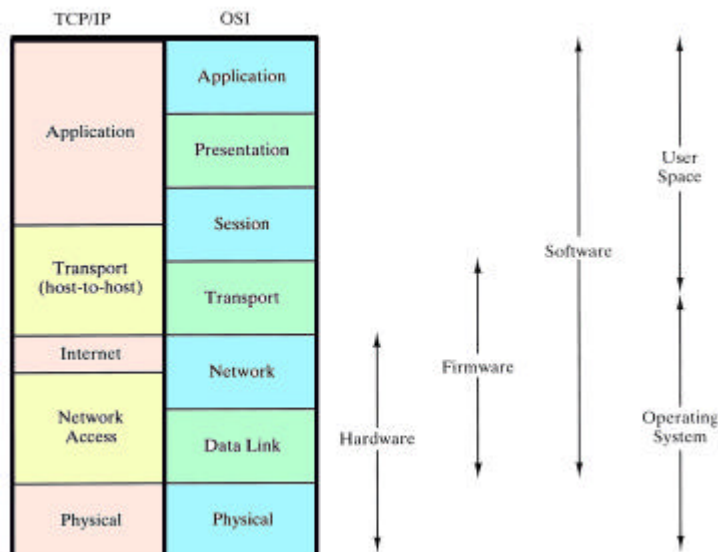 TCP/IP
OSI
Application
Application
Presentation
User
Space
Session
Software
Transport
(host-to-host)
Transport
Internet
Network
Firmware
Network
Access
Operating
System
Hardware
Data Link
Physical
Physical